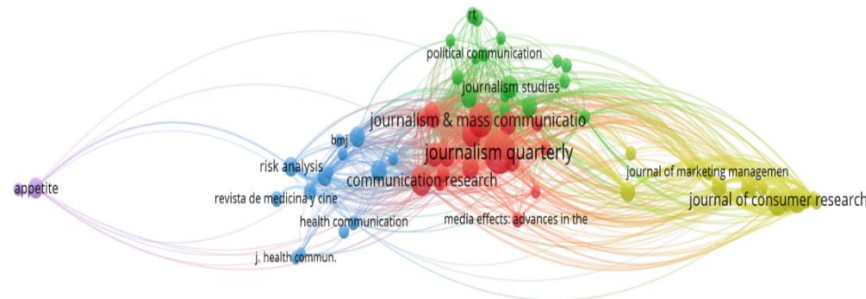 rt
political communication
journalism studies
journalism & mass communicatio
bmj
journalism quarterly
risk analysis
journal of marketing managemen
communication research
appetite
revista de medicina y cine
journal of consumer research
health communication
media effects: advances in the
j. health commun.